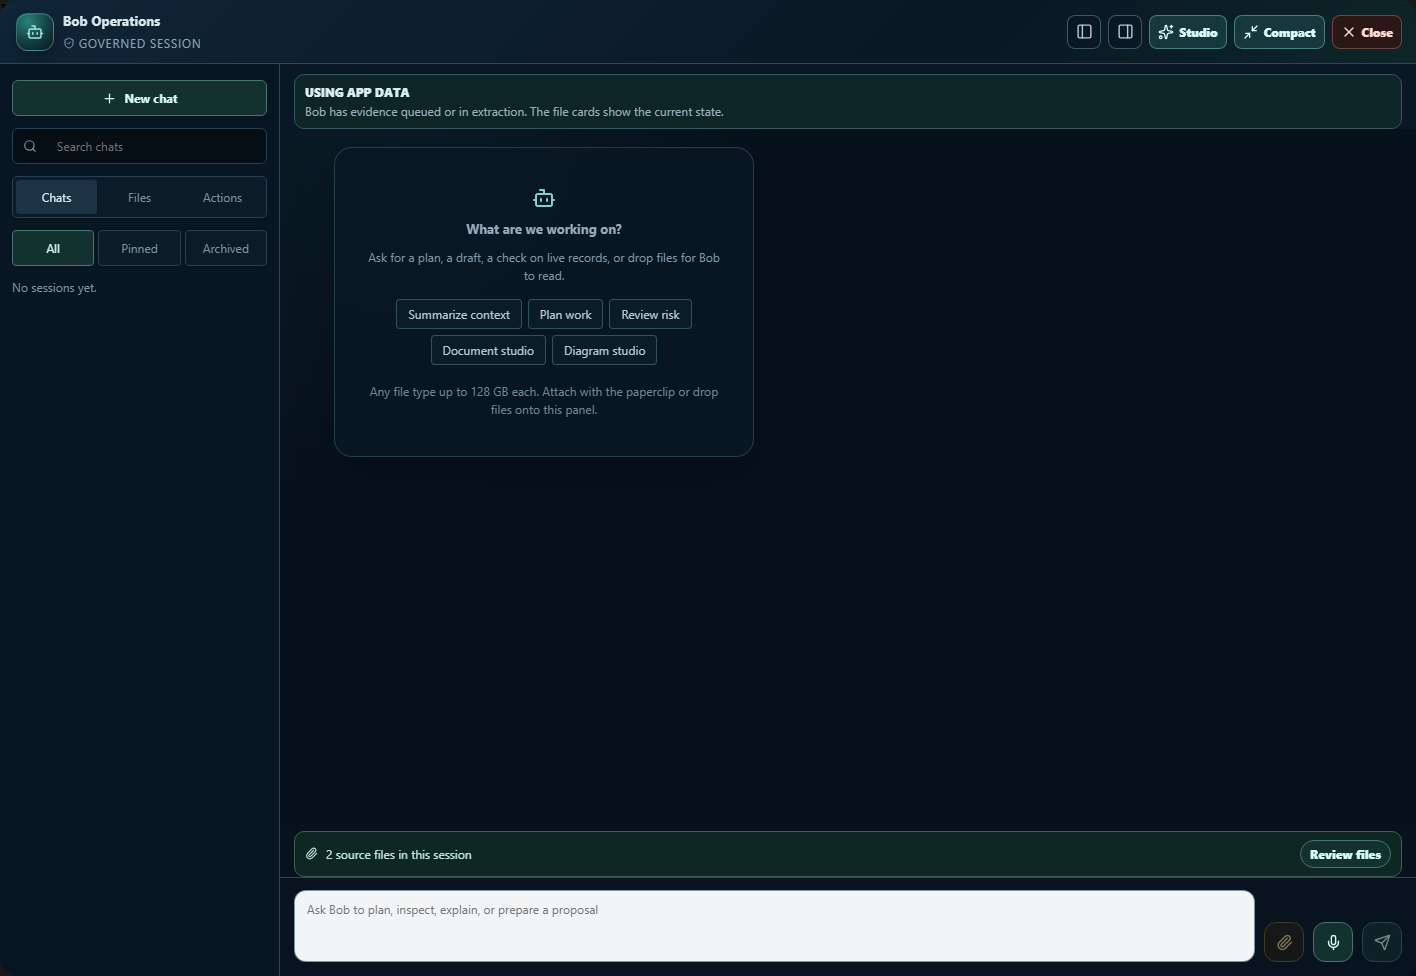 Bob Operations
GOVERNED SESSION
Studio
Compact
Close
New chat
Search chats
Chats
Files
Actions
All
Pinned
Archived
No sessions yet.
USING APP DATA
Bob has evidence queued or in extraction. The file cards show the current state.
What are we working on?
Ask for a plan, a draft, a check on live records, or drop files for Bob
to read.
Summarize context
Plan work
Review risk
Document studio
Diagram studio
Any file type up to 128 GB each. Attach with the paperclip or drop
files onto this panel.
2 source files in this session
Review files
Ask Bob to plan, inspect, explain, or prepare a proposal